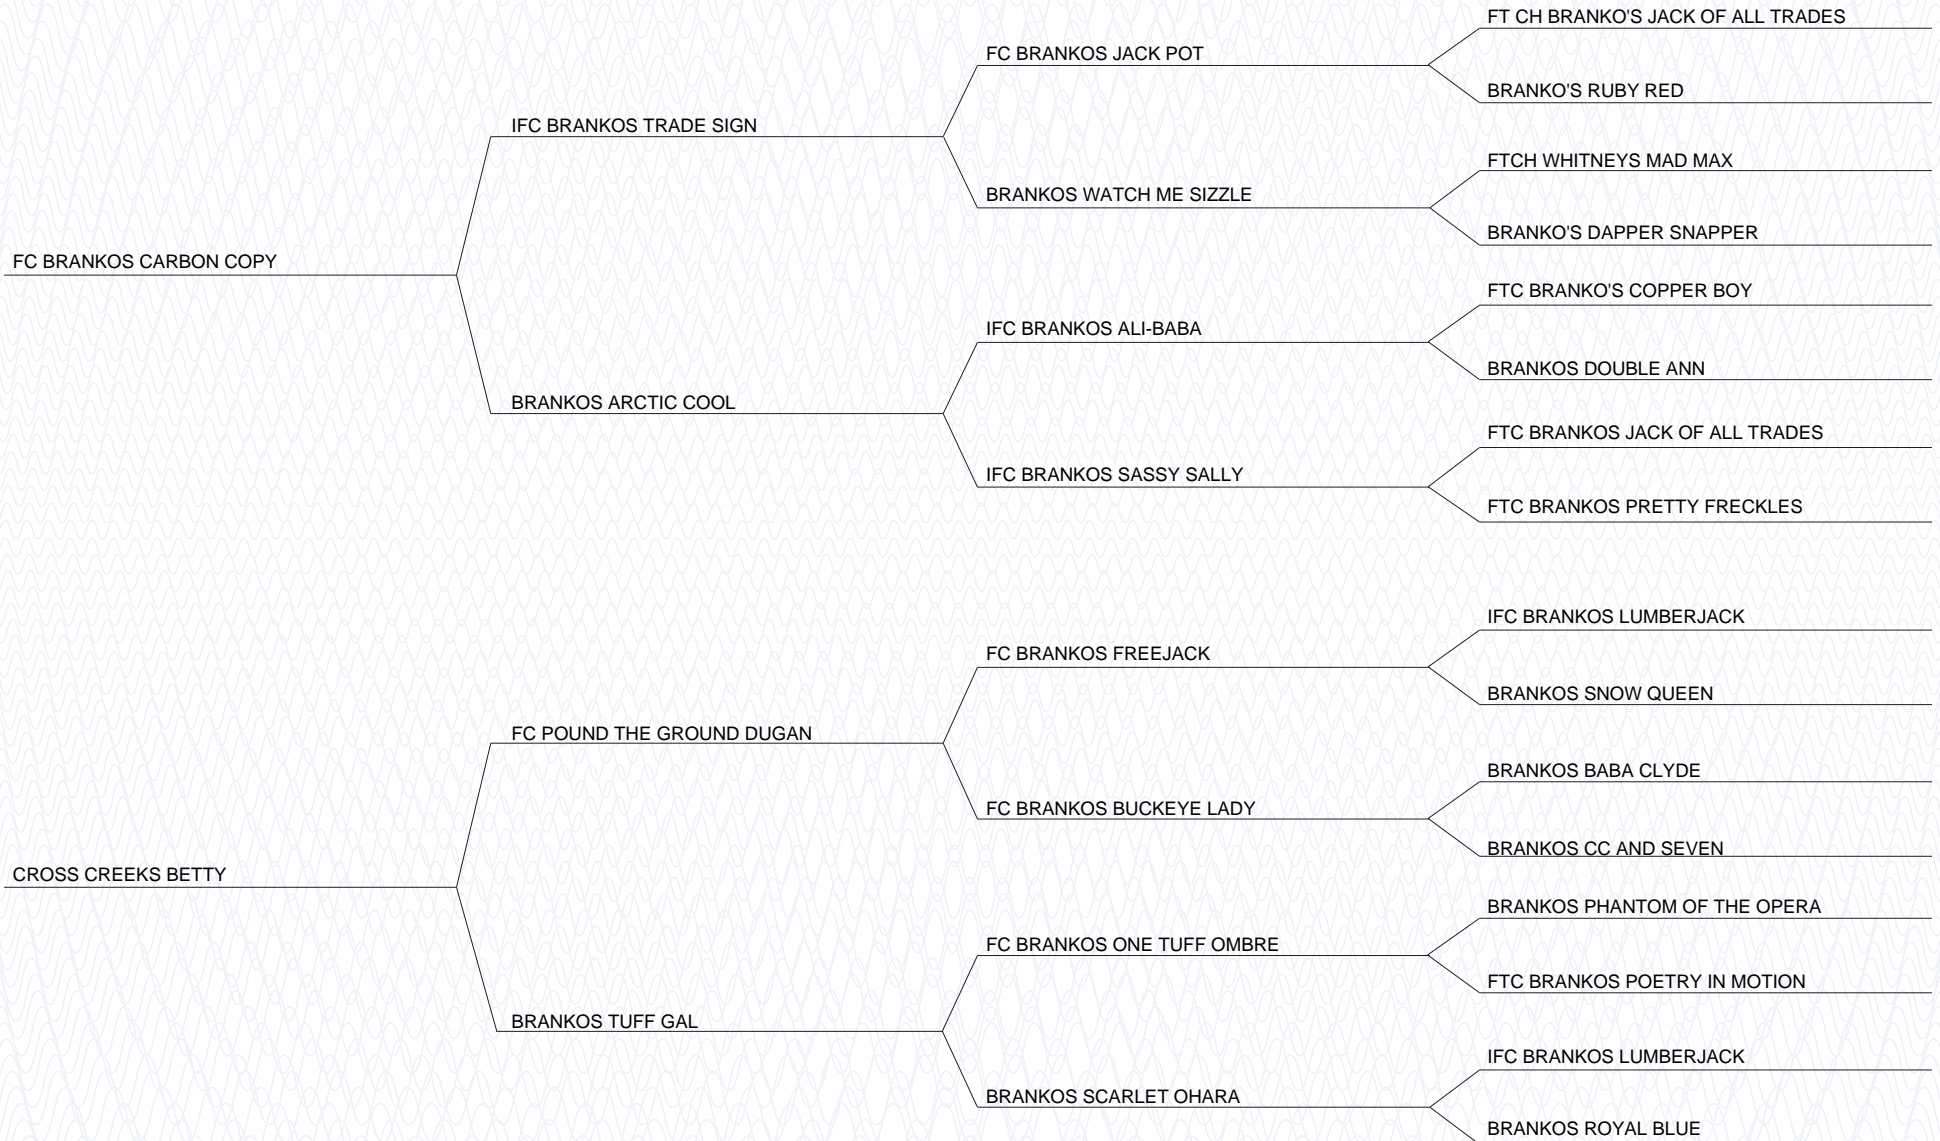 FT CH BRANKO'S JACK OF ALL TRADES
FC BRANKOS JACK POT
BRANKO'S RUBY RED
IFC BRANKOS TRADE SIGN
FTCH WHITNEYS MAD MAX
BRANKOS WATCH ME SIZZLE
BRANKO'S DAPPER SNAPPER
FC BRANKOS CARBON COPY
FTC BRANKO'S COPPER BOY
IFC BRANKOS ALI-BABA
BRANKOS DOUBLE ANN
BRANKOS ARCTIC COOL
FTC BRANKOS JACK OF ALL TRADES
IFC BRANKOS SASSY SALLY
FTC BRANKOS PRETTY FRECKLES
IFC BRANKOS LUMBERJACK
FC BRANKOS FREEJACK
BRANKOS SNOW QUEEN
FC POUND THE GROUND DUGAN
BRANKOS BABA CLYDE
FC BRANKOS BUCKEYE LADY
BRANKOS CC AND SEVEN
CROSS CREEKS BETTY
BRANKOS PHANTOM OF THE OPERA
FC BRANKOS ONE TUFF OMBRE
FTC BRANKOS POETRY IN MOTION
BRANKOS TUFF GAL
IFC BRANKOS LUMBERJACK
BRANKOS SCARLET OHARA
BRANKOS ROYAL BLUE